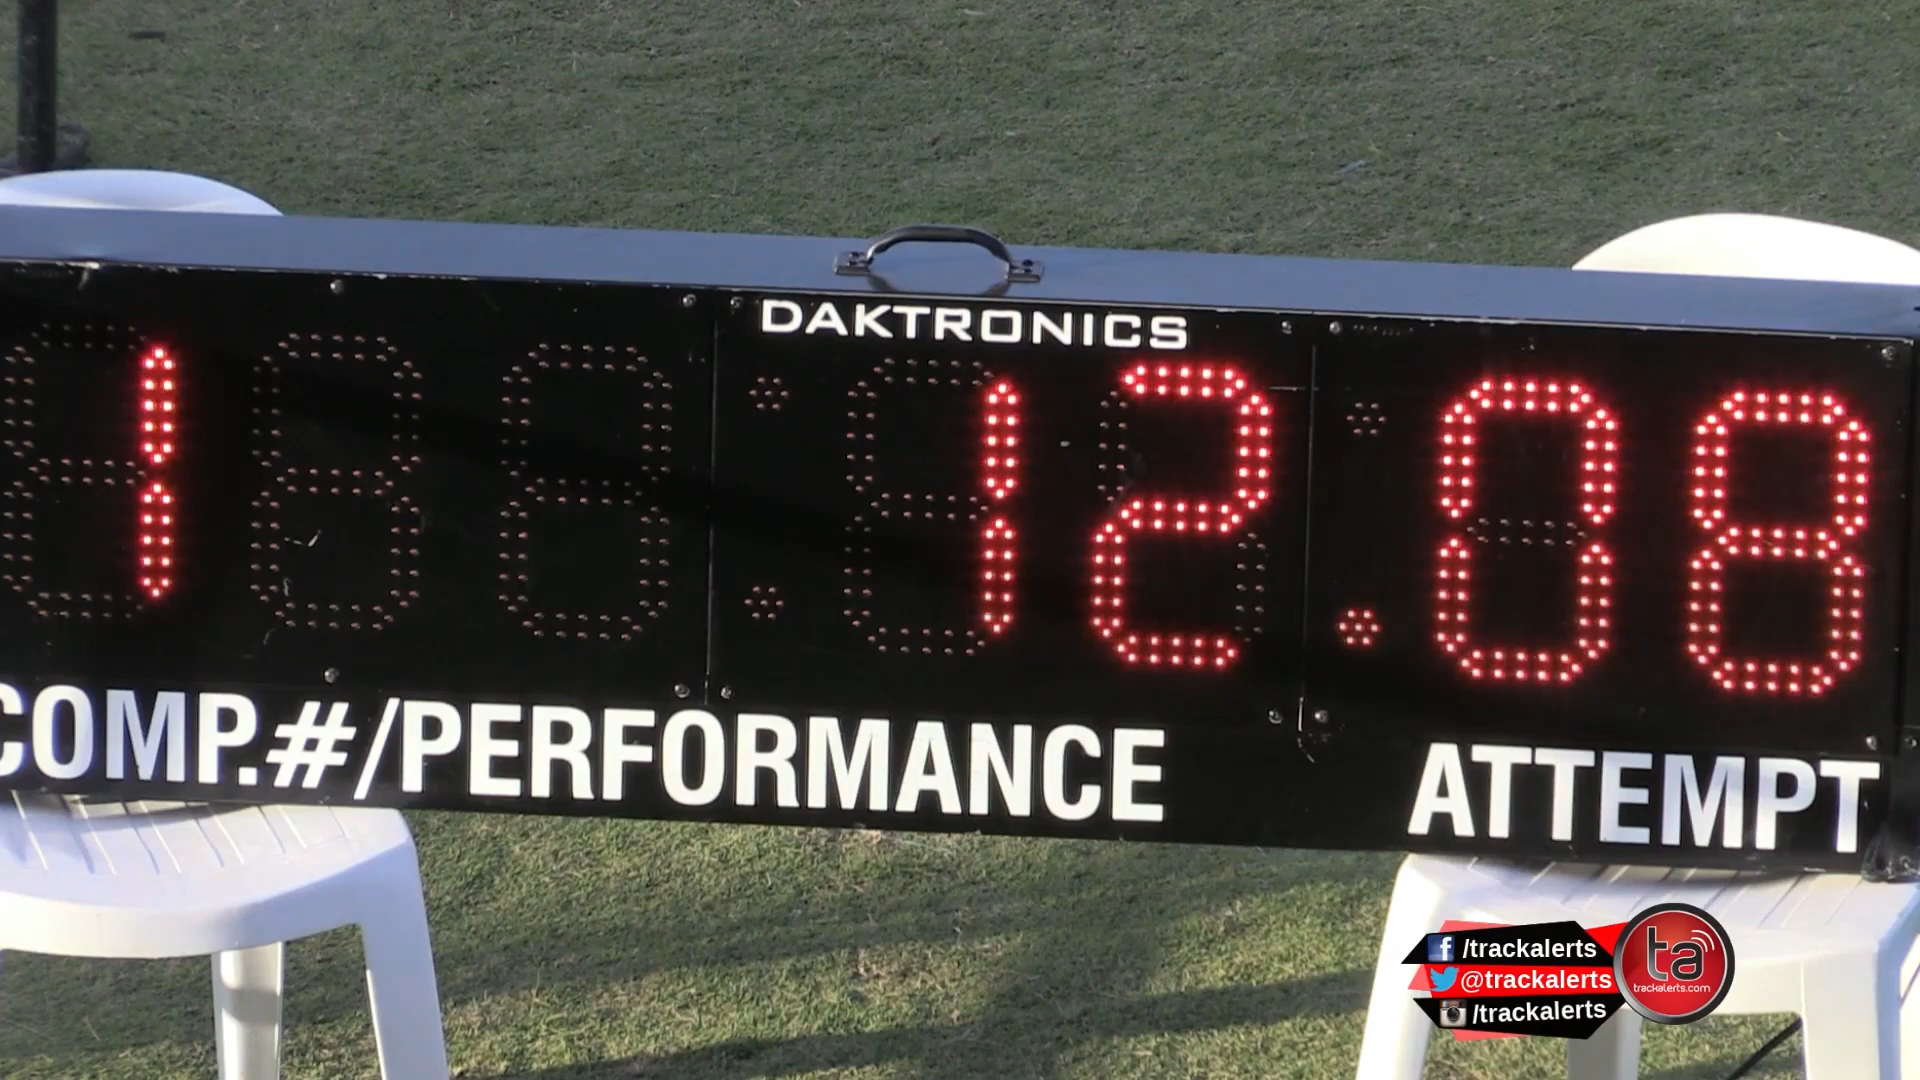 DAKTRONICS
1 12.08
COMP.#/PERFORMANCE ATTEMPT
/trackalerts
@trackalerts
/trackalerts
ta
trackalerts.com